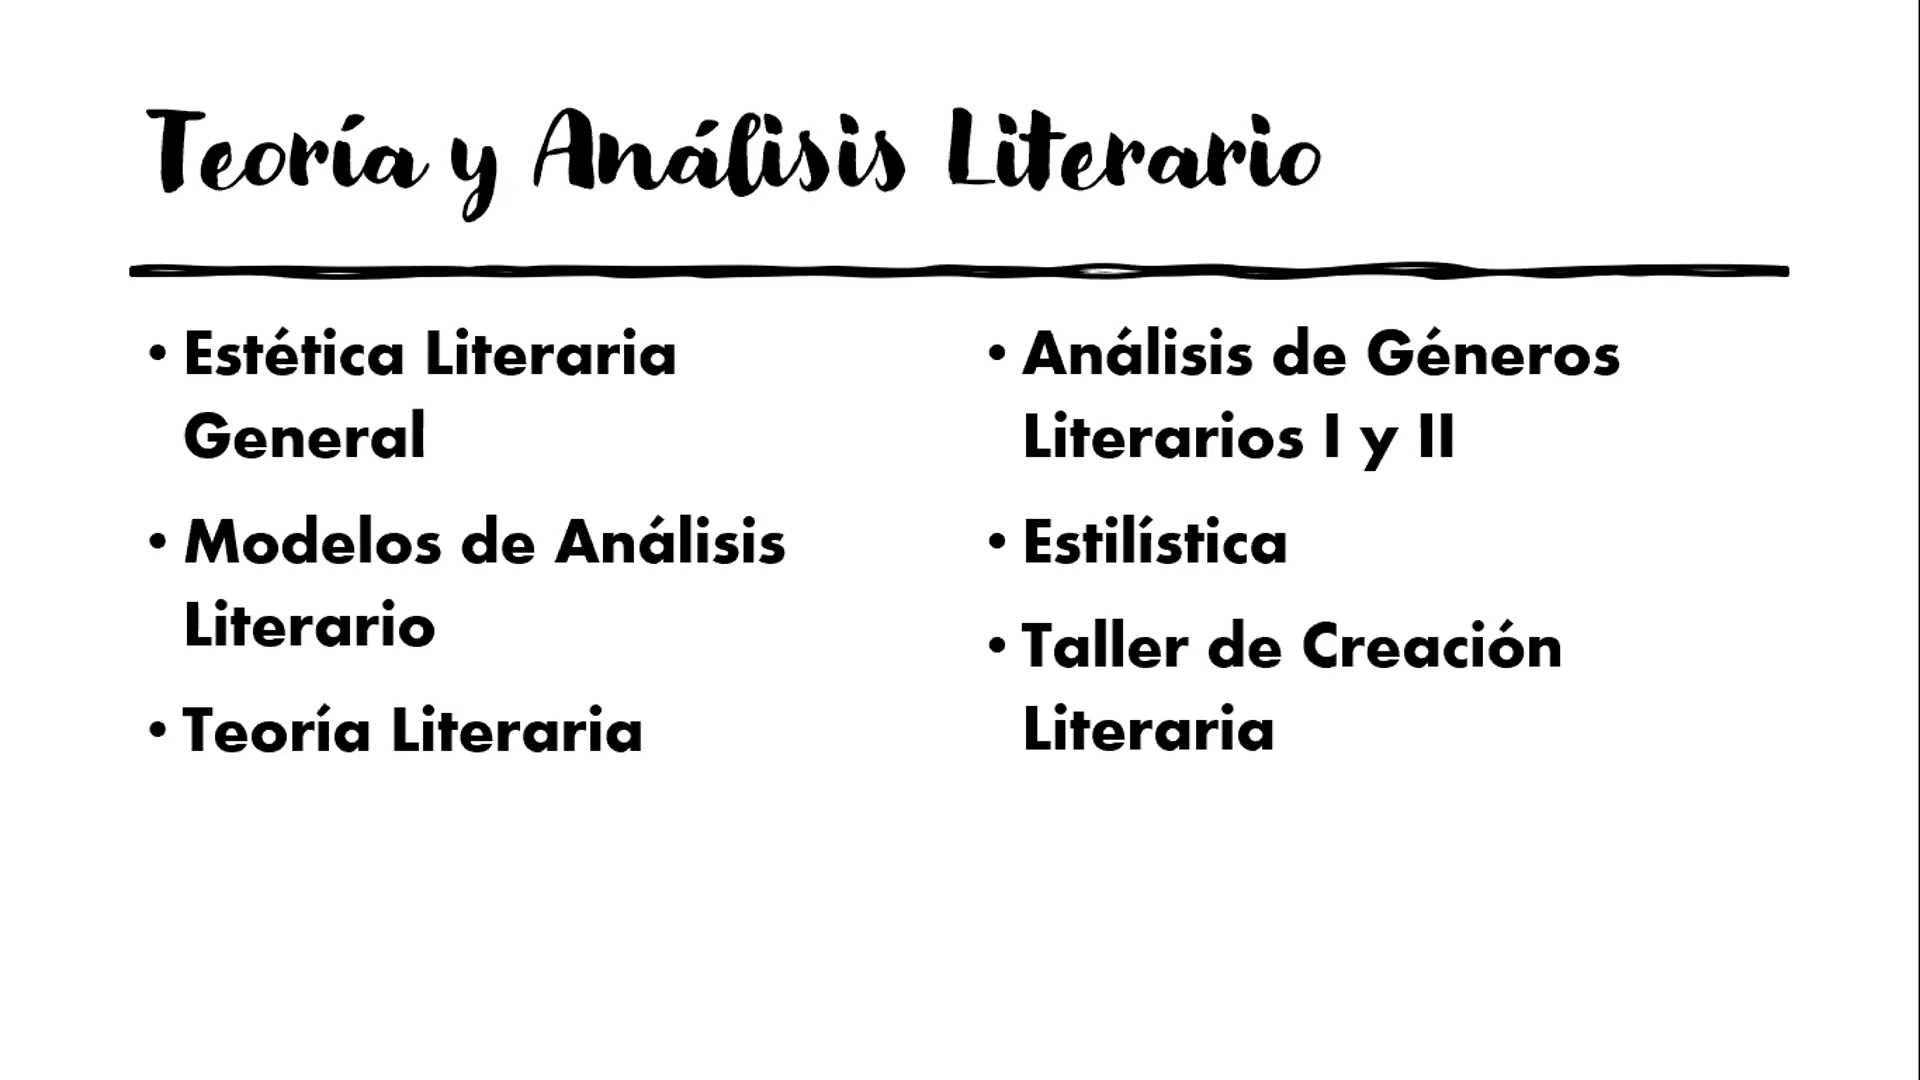 Teoría y Análisis Literario
• Estética Literaria
General
• Modelos de Análisis
Literario
• Teoría Literaria
• Análisis de Géneros
Literarios I y II
• Estilística
• Taller de Creación
Literaria